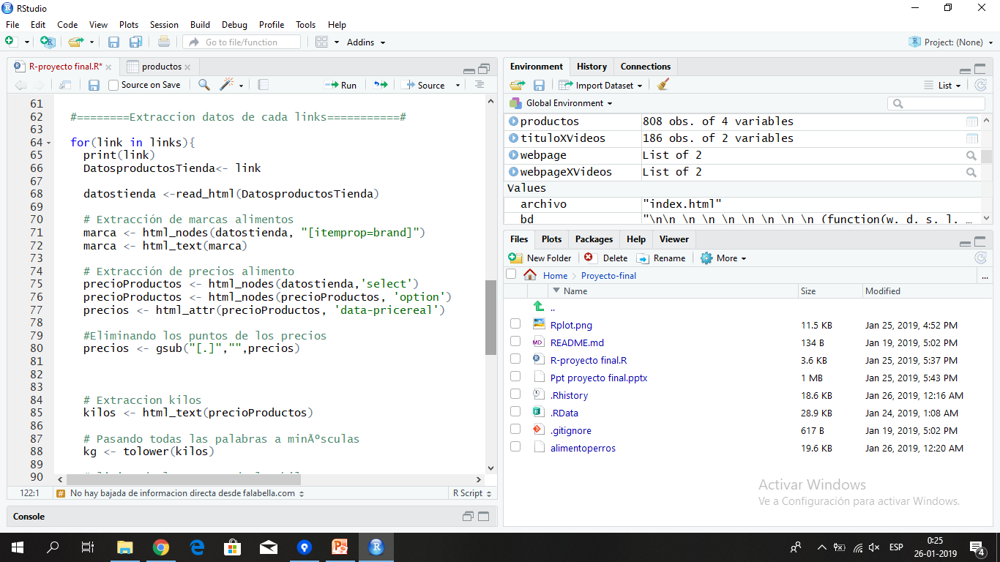 RStudio
File Edit Code View Plots Session Build Debug Profile Tools Help
Go to file/function
Addins
Project: (None)
R-proyecto final.R*
productos
Source on Save
Run
Source
61
62 #========Extraccion datos de cada links===========#
63
64 for(link in links){
65 print(link)
66 DatosproductosTienda<- link
67
68 datostienda <-read_html(DatosproductosTienda)
69
70 # Extracción de marcas alimentos
71 marca <- html_nodes(datostienda, "[itemprop=brand]")
72 marca <- html_text(marca)
73
74 # Extracción de precios alimento
75 precioProductos <- html_nodes(datostienda,'select')
76 precioProductos <- html_nodes(precioProductos, 'option')
77 precios <- html_attr(precioProductos, 'data-pricereal')
78
79 #Eliminando los puntos de los precios
80 precios <- gsub("[.]","",precios)
81
82
83
84 # Extraccion kilos
85 kilos <- html_text(precioProductos)
86
87 # Pasando todas las palabras a minÃºsculas
88 kg <- tolower(kilos)
89
90
122:1
# No hay bajada de informacion directa desde falabella.com
R Script
Console
Environment History Connections
Import Dataset
List
Global Environment
productos 808 obs. of 4 variables
tituloXVideos 186 obs. of 2 variables
webpage List of 2
webpageXVideos List of 2
Values
archivo "index.html"
bd "\n\n \n \n \n \n \n \n \n (function(w, d, s, l, …
Files Plots Packages Help Viewer
New Folder Delete Rename More
Home Proyecto-final
...
Name Size Modified
..
Rplot.png 11.5 KB Jan 25, 2019, 4:52 PM
README.md 134 B Jan 19, 2019, 5:02 PM
R-proyecto final.R 3.6 KB Jan 25, 2019, 5:37 PM
Ppt proyecto final.pptx 1 MB Jan 25, 2019, 5:43 PM
.Rhistory 18.6 KB Jan 26, 2019, 12:16 AM
.RData 28.9 KB Jan 24, 2019, 1:08 AM
.gitignore 617 B Jan 19, 2019, 5:02 PM
alimentoperros 19.6 KB Jan 26, 2019, 12:20 AM
Activar Windows
Ve a Configuración para activar Windows.
ESP
0:25
26-01-2019
4